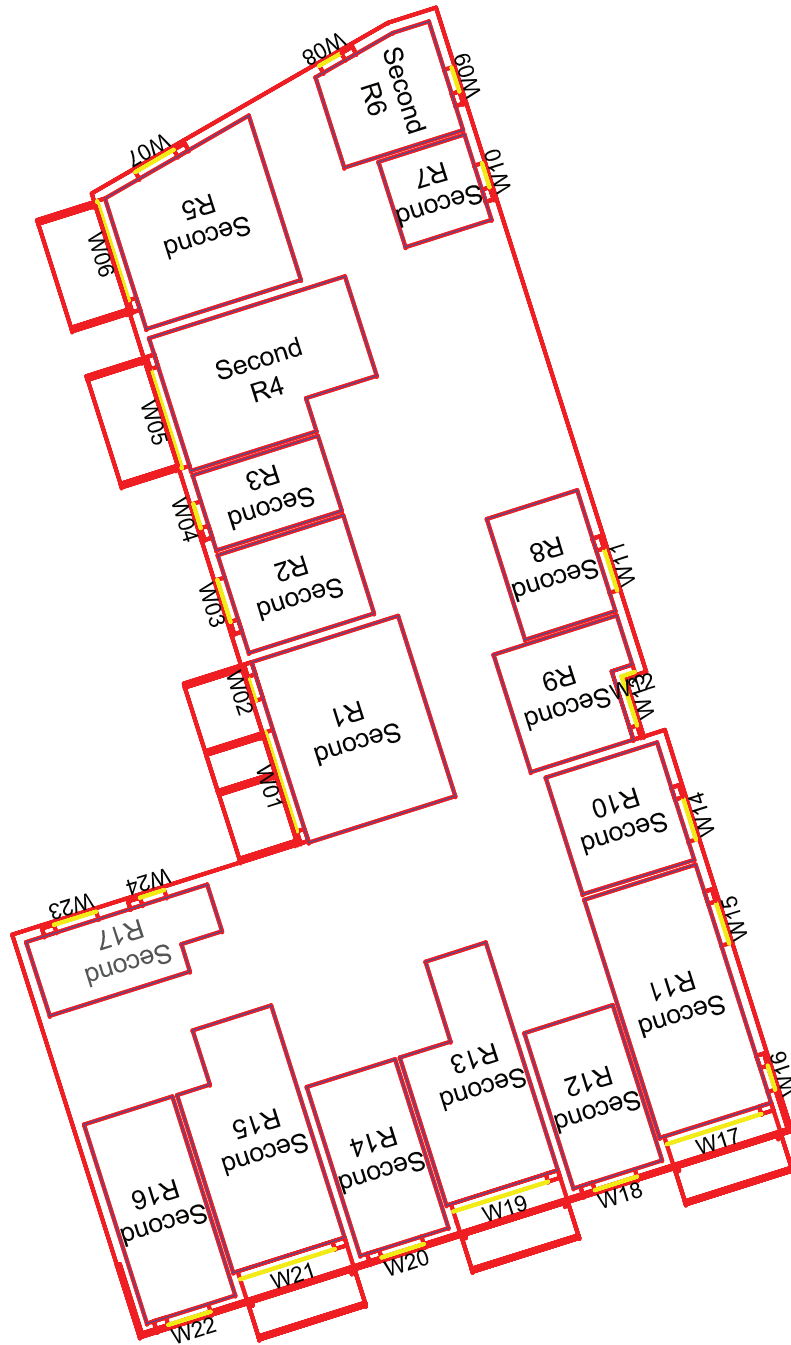 W08
W09
Second
R6
W07
W10
R7
Second
R5
Second
W06
Second
R4
W05
R3
Second
W04
R2
Second
W03
R8
Second
W11
R9
Second
W12
W13
W02
R1
Second
W01
R10
Second
W14
W23
W24
R17
Second
W15
R11
Second
R13
Second
R12
Second
W16
R15
Second
R14
Second
W17
R16
Second
W18
W19
W20
W21
W22